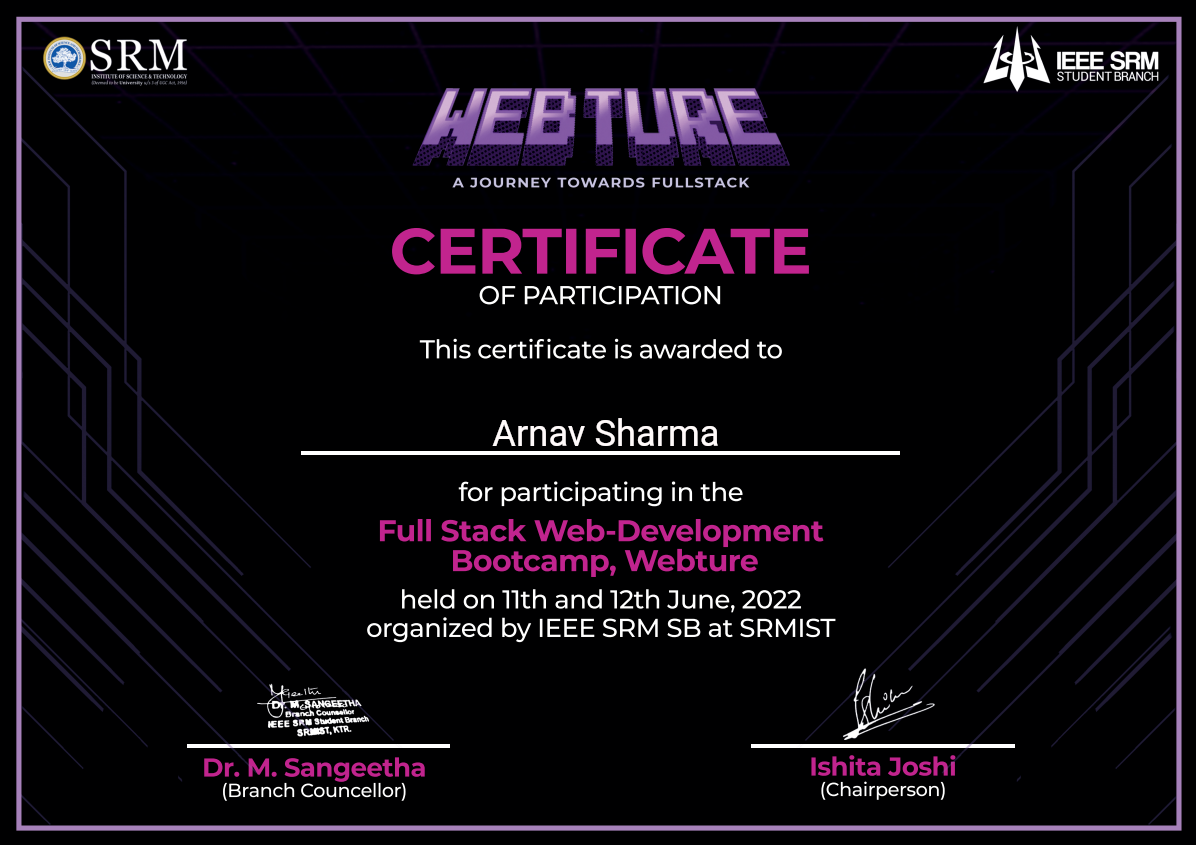 SRM
INSTITUTE OF SCIENCE & TECHNOLOGY
(Deemed to be University u/s 3 of UGC Act, 1956)
IEEE SRM
STUDENT BRANCH
WEBTURE
A JOURNEY TOWARDS FULLSTACK
CERTIFICATE
OF PARTICIPATION
This certificate is awarded to
Arnav Sharma
for participating in the
Full Stack Web-Development
Bootcamp, Webture
held on 11th and 12th June, 2022
organized by IEEE SRM SB at SRMIST
Dr. M. SANGEETHA
Branch Counsellor
IEEE SRM Student Branch
SRMIST, KTR.
Dr. M. Sangeetha
(Branch Councellor)
Ishita Joshi
(Chairperson)